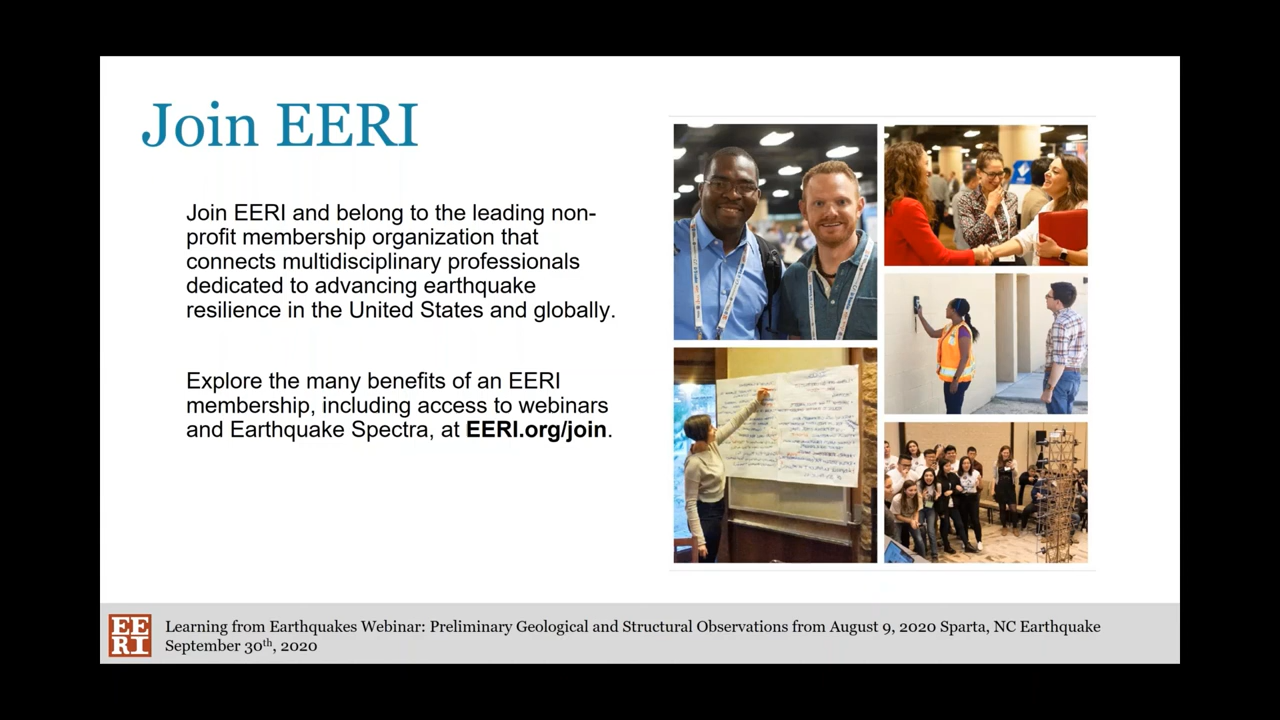 Join EERI
Join EERI and belong to the leading non-
profit membership organization that
connects multidisciplinary professionals
dedicated to advancing earthquake
resilience in the United States and globally.
Explore the many benefits of an EERI
membership, including access to webinars
and Earthquake Spectra, at EERI.org/join.
EE
RI
Learning from Earthquakes Webinar: Preliminary Geological and Structural Observations from August 9, 2020 Sparta, NC Earthquake
September 30th, 2020